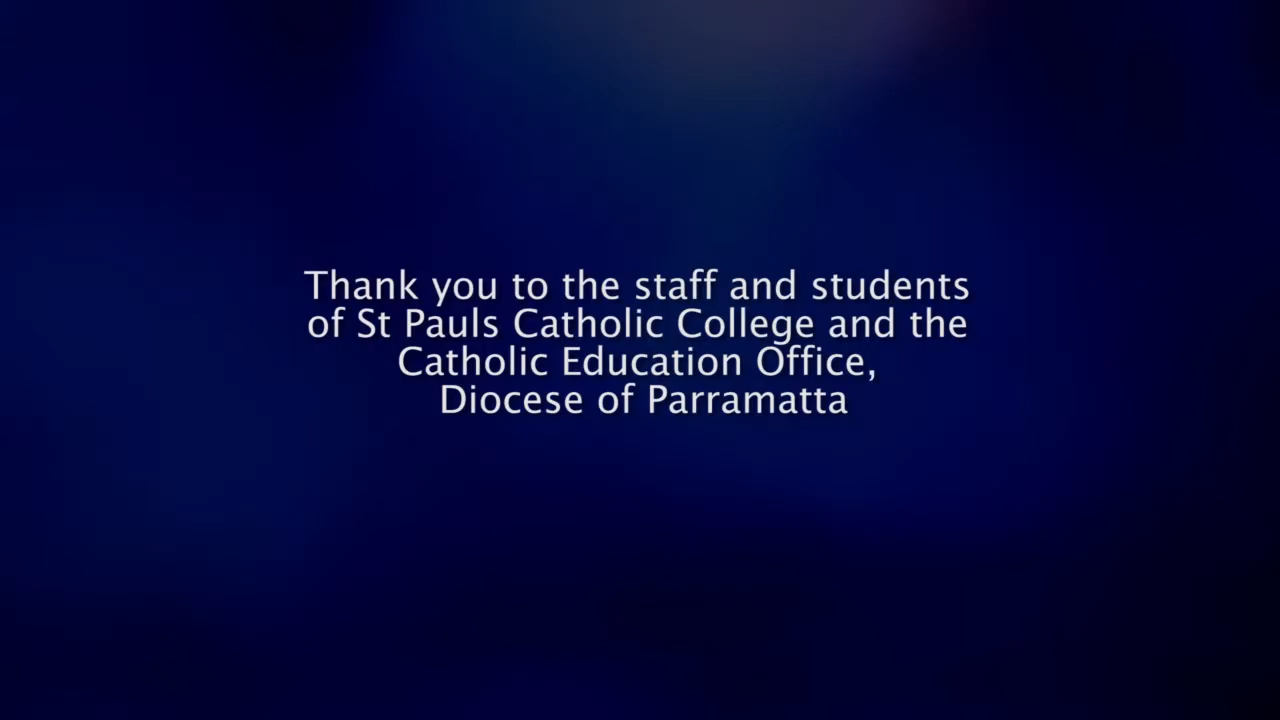 Thank you to the staff and students
of St Pauls Catholic College and the
Catholic Education Office,
Diocese of Parramatta